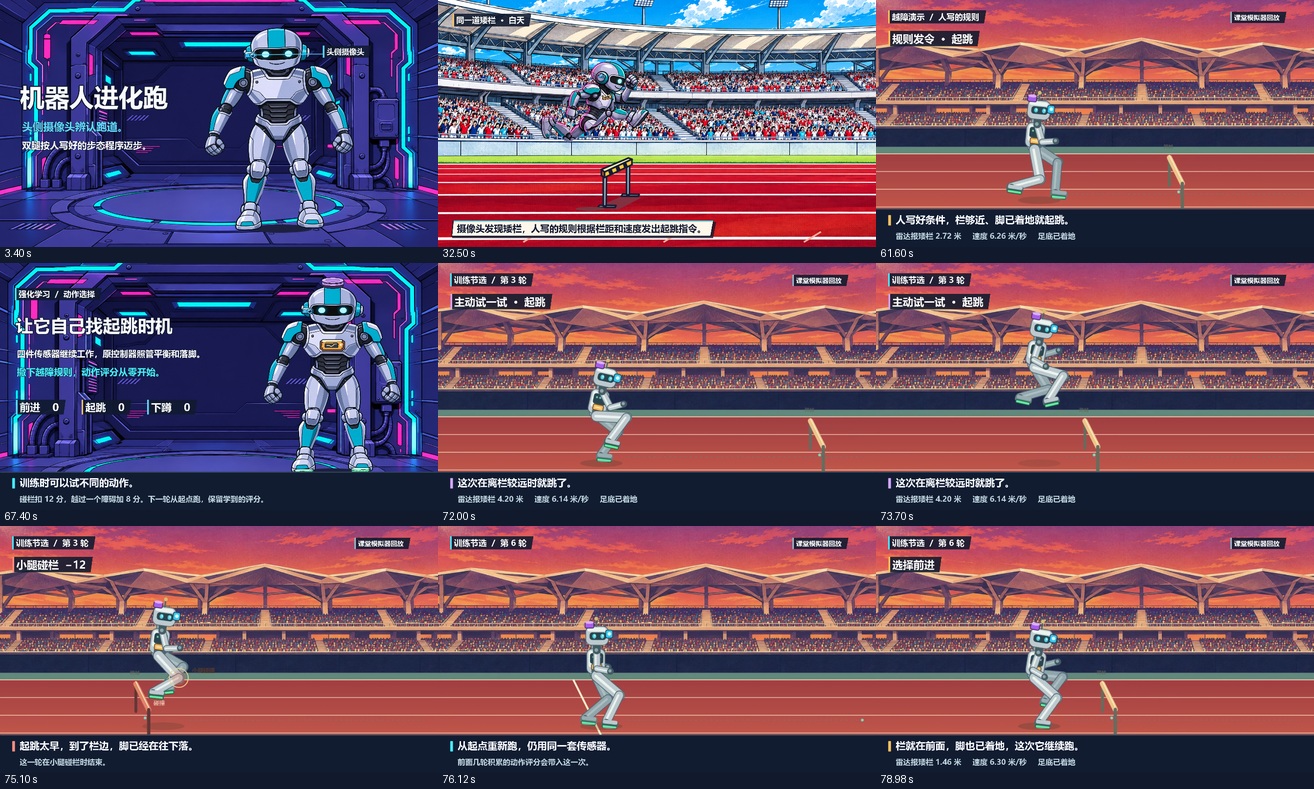 头侧摄像头
机器人进化跑
头侧摄像头辨认跑道。
双腿按人写好的步态程序迈步。
3.40 s
同一道矮栏 · 白天
摄像头发现矮栏，人写的规则根据栏距和速度发出起跳指令。
32.50 s
越障演示 / 人写的规则
课堂模拟器回放
规则发令 · 起跳
人写好条件，栏够近、脚已着地就起跳。
雷达报矮栏 2.72 米 速度 6.26 米/秒 足底已着地
61.60 s
强化学习 / 动作选择
让它自己找起跳时机
四件传感器继续工作，原控制器照管平衡和落脚。
撤下越障规则，动作评分从零开始。
前进 0 起跳 0 下蹲 0
训练时可以试不同的动作。
碰栏扣 12 分，越过一个障碍加 8 分。下一轮从起点跑，保留学到的评分。
67.40 s
训练节选 / 第 3 轮
课堂模拟器回放
主动试一试 · 起跳
这次在离栏较远时就跳了。
雷达报矮栏 4.20 米 速度 6.14 米/秒 足底已着地
72.00 s
训练节选 / 第 3 轮
课堂模拟器回放
主动试一试 · 起跳
这次在离栏较远时就跳了。
雷达报矮栏 4.20 米 速度 6.14 米/秒 足底已着地
73.70 s
训练节选 / 第 3 轮
课堂模拟器回放
小腿碰栏 −12
起跳太早，到了栏边，脚已经在往下落。
这一轮在小腿碰栏时结束。
75.10 s
训练节选 / 第 6 轮
课堂模拟器回放
从起点重新跑，仍用同一套传感器。
前面几轮积累的动作评分会带入这一次。
76.12 s
训练节选 / 第 6 轮
课堂模拟器回放
选择前进
栏就在前面，脚也已着地，这次它继续跑。
雷达报矮栏 1.46 米 速度 6.30 米/秒 足底已着地
78.98 s